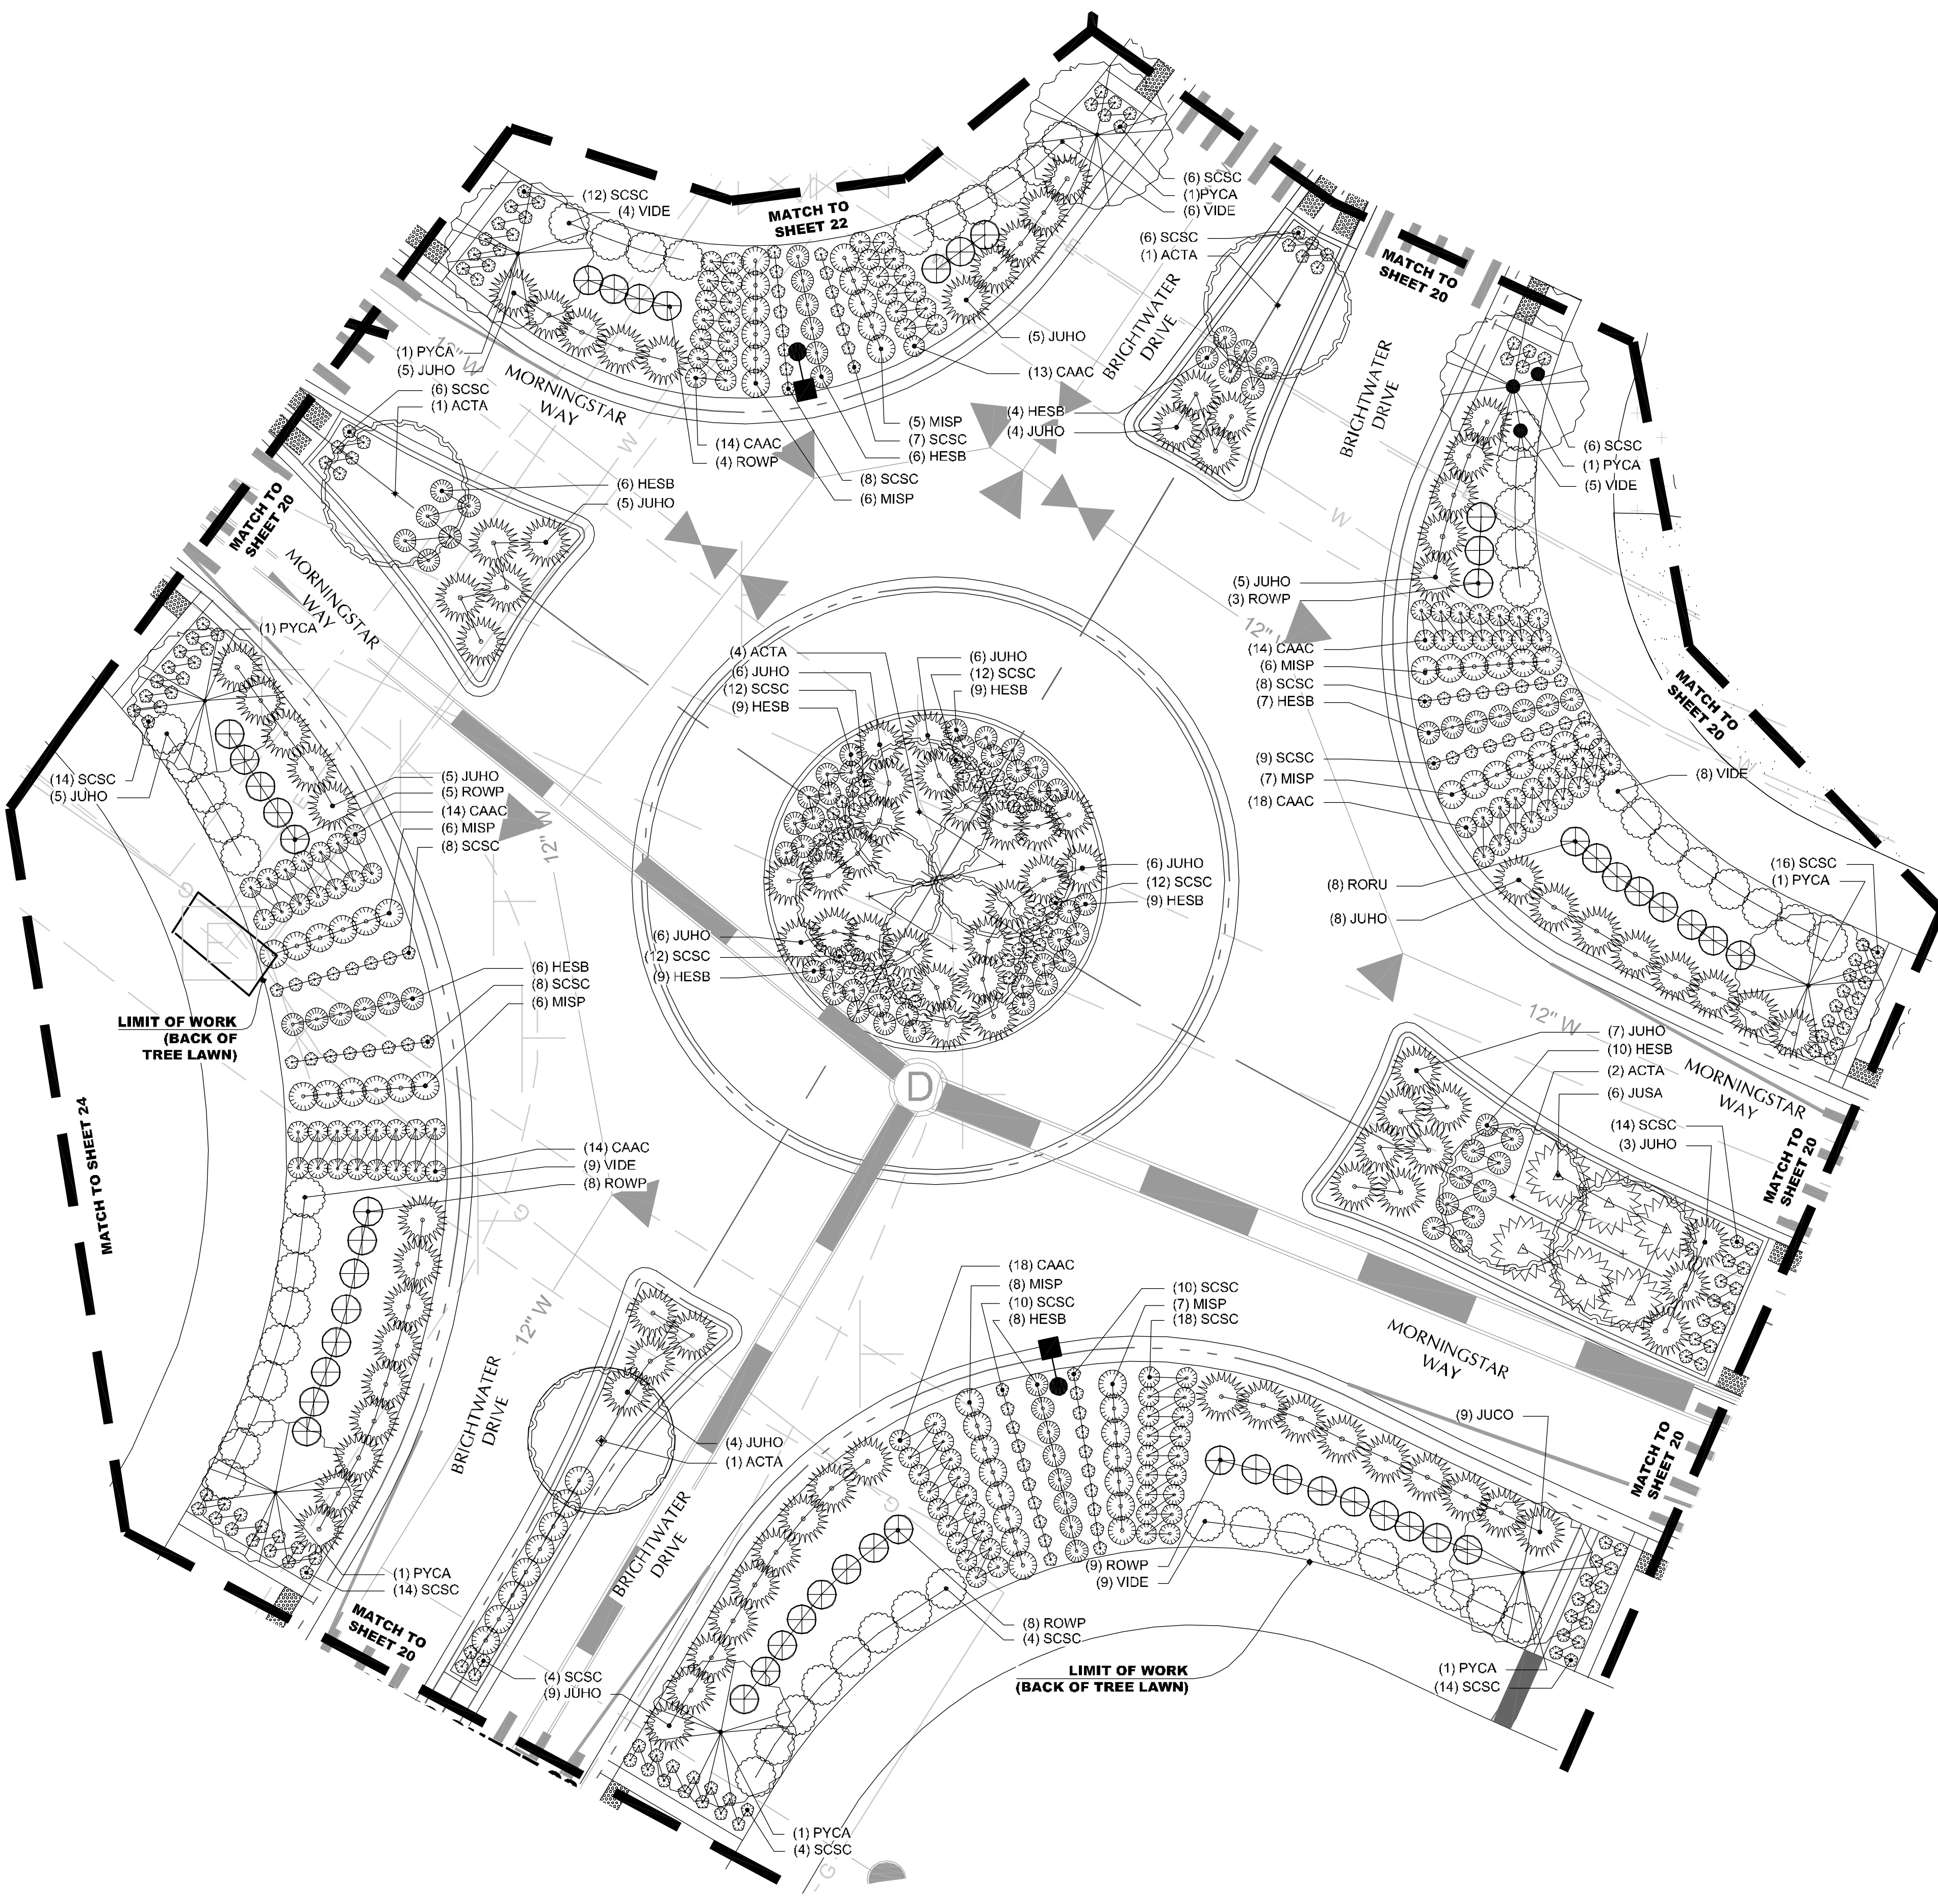 (12) SCSC
(4) VIDE
MATCH TO
SHEET 22
(6) SCSC
(1)PYCA
(6) VIDE
(6) SCSC
(1) ACTA
MATCH TO
SHEET 20
BRIGHTWATER
DRIVE
BRIGHTWATER
DRIVE
(1) PYCA
(5) JUHO
(6) SCSC
(1) ACTA
12" W
MORNINGSTAR
WAY
(5) JUHO
(13) CAAC
(4) HESB
(4) JUHO
(5) MISP
(7) SCSC
(6) HESB
(14) CAAC
(4) ROWP
(8) SCSC
(6) MISP
W
W
(6) SCSC
(1) PYCA
(5) VIDE
(6) HESB
(5) JUHO
MATCH TO
SHEET 20
MORNINGSTAR
WAY
(1) PYCA
(5) JUHO
(3) ROWP
12" W
(14) CAAC
(6) MISP
(8) SCSC
(7) HESB
(9) SCSC
(7) MISP
(18) CAAC
(8) VIDE
MATCH TO
SHEET 20
W
(4) ACTA
(6) JUHO
(12) SCSC
(9) HESB
(6) JUHO
(12) SCSC
(9) HESB
(14) SCSC
(5) JUHO
(5) JUHO
(5) ROWP
(14) CAAC
(6) MISP
(8) SCSC
12" W
G
E
(6) JUHO
(12) SCSC
(9) HESB
(6) JUHO
(12) SCSC
(9) HESB
(8) RORU
(8) JUHO
(16) SCSC
(1) PYCA
(6) HESB
(8) SCSC
(6) MISP
LIMIT OF WORK
(BACK OF
TREE LAWN)
D
12" W
(7) JUHO
(10) HESB
(2) ACTA
(6) JUSA
(14) SCSC
(3) JUHO
MORNINGSTAR
WAY
MATCH TO
SHEET 20
MATCH TO SHEET 24
(14) CAAC
(9) VIDE
(8) ROWP
G
12" W
BRIGHTWATER
DRIVE
(18) CAAC
(8) MISP
(10) SCSC
(8) HESB
(10) SCSC
(7) MISP
(18) SCSC
MORNINGSTAR
WAY
(9) JUCO
MATCH TO
SHEET 20
(4) JUHO
(1) ACTA
G
BRIGHTWATER
DRIVE
(1) PYCA
(14) SCSC
MATCH TO
SHEET 20
(9) ROWP
(9) VIDE
(8) ROWP
(4) SCSC
LIMIT OF WORK
(BACK OF TREE LAWN)
(1) PYCA
(14) SCSC
(4) SCSC
(9) JUHO
(1) PYCA
(4) SCSC
G